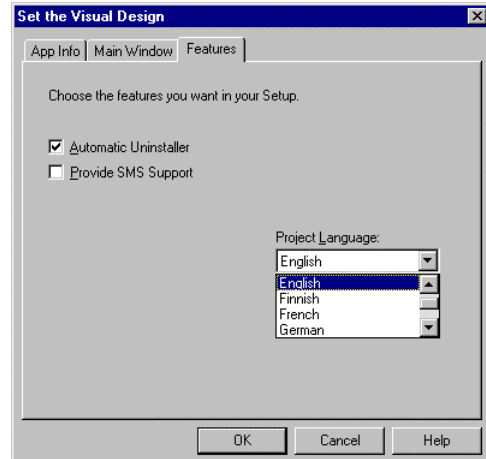 Set the Visual Design
App Info Main Window Features
Choose the features you want in your Setup.
Automatic Uninstaller
Provide SMS Support
Project Language:
English
English
Finnish
French
German
OK Cancel Help